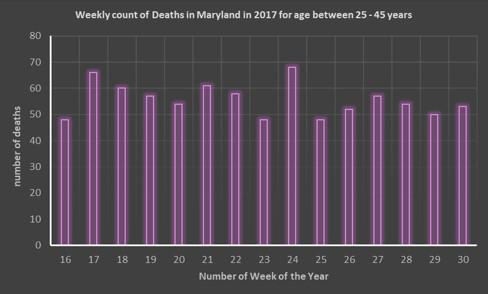 Weekly count of Deaths in Maryland in 2017 for age between 25 - 45 years
number of deaths
80
70
60
50
40
30
20
10
0
16 17 18 19 20 21 22 23 24 25 26 27 28 29 30
Number of Week of the Year